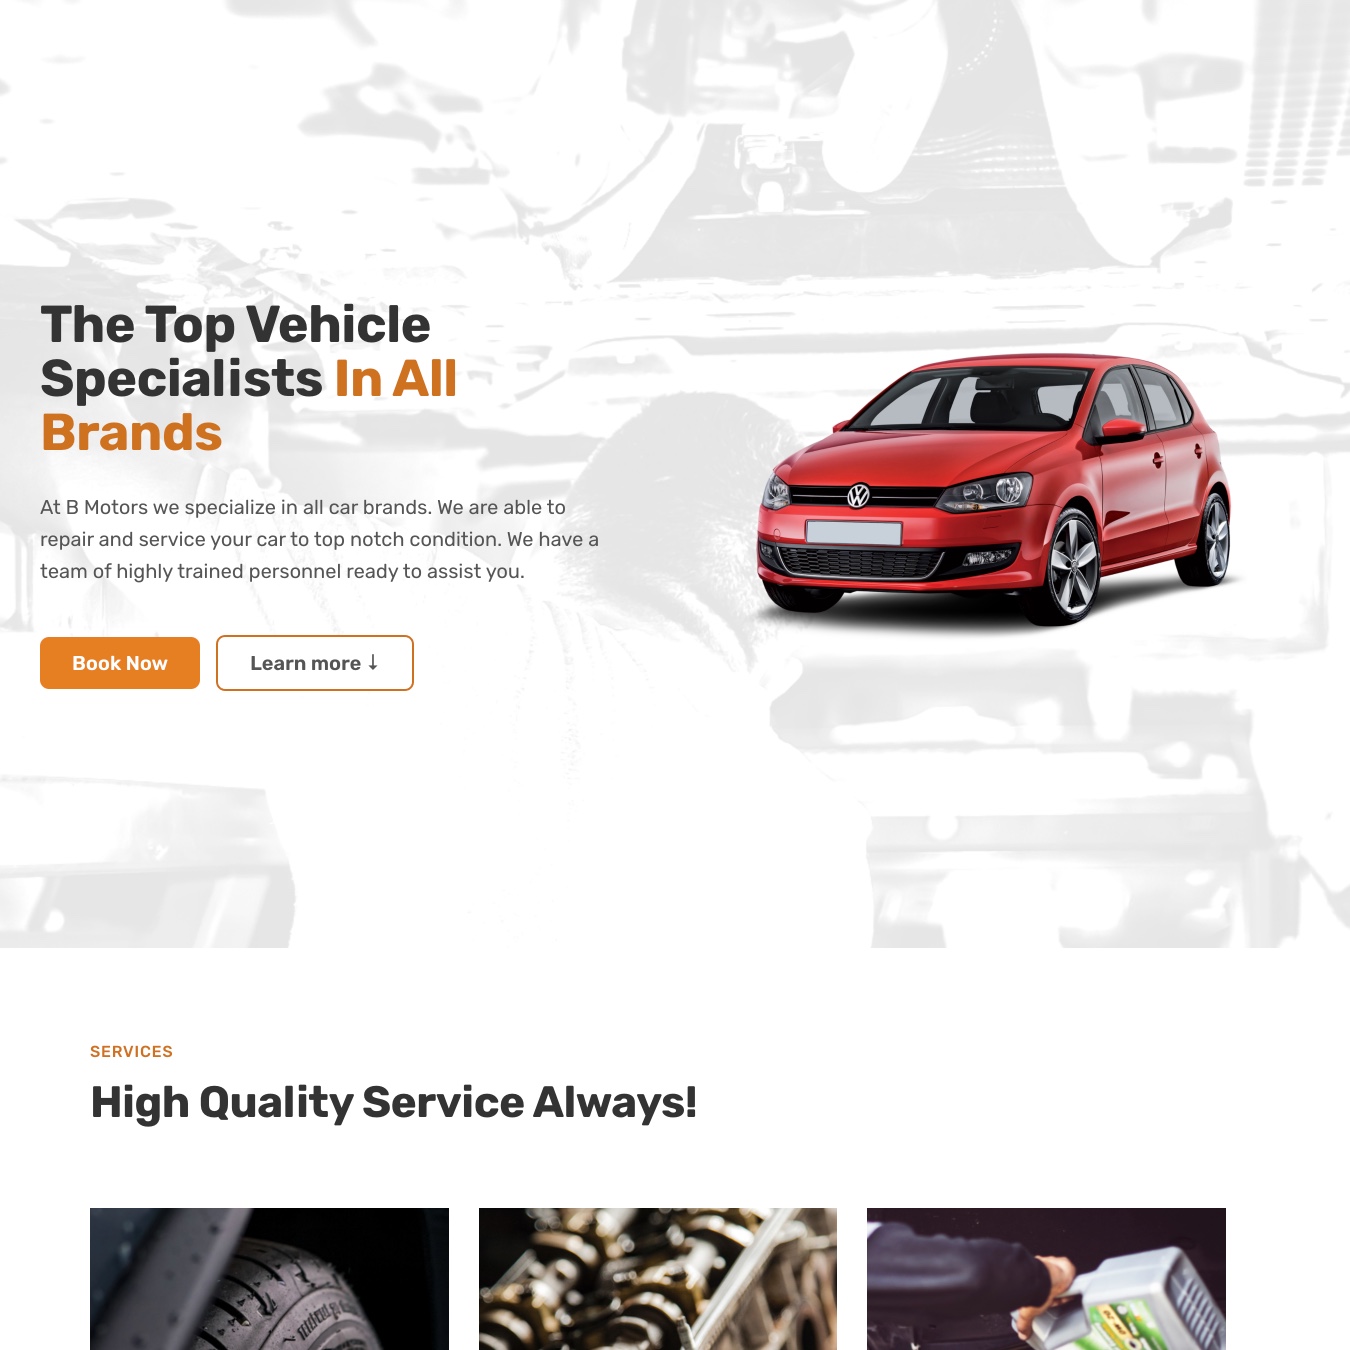 The Top Vehicle
Specialists In All
Brands
At B Motors we specialize in all car brands. We are able to
repair and service your car to top notch condition. We have a
team of highly trained personnel ready to assist you.
Book Now
Learn more ↓
SERVICES
High Quality Service Always!